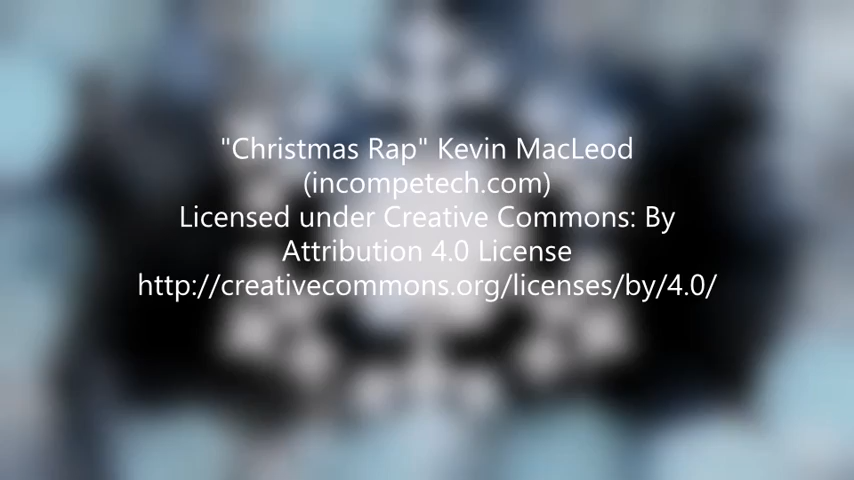 "Christmas Rap" Kevin MacLeod
(incompetech.com)
Licensed under Creative Commons: By
Attribution 4.0 License
http://creativecommons.org/licenses/by/4.0/